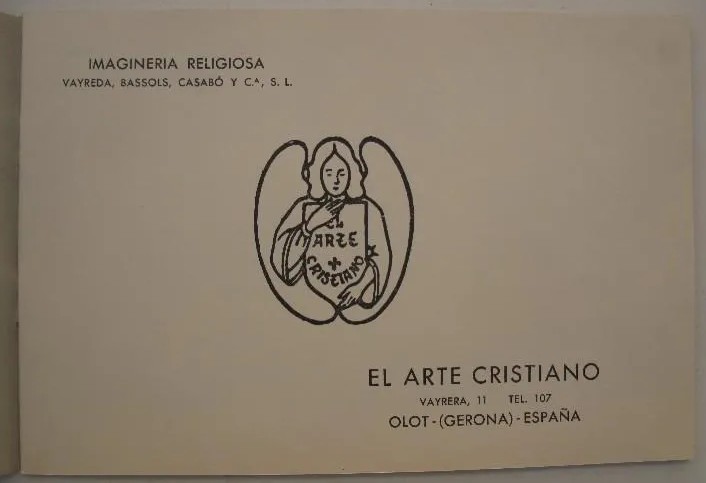 IMAGINERIA RELIGIOSA
VAYREDA, BASSOLS, CASABÓ Y C.ᴬ, S. L.
EL
ARTE
CRISTIANO
EL ARTE CRISTIANO
VAYRERA, 11 TEL. 107
OLOT-(GERONA)-ESPAÑA